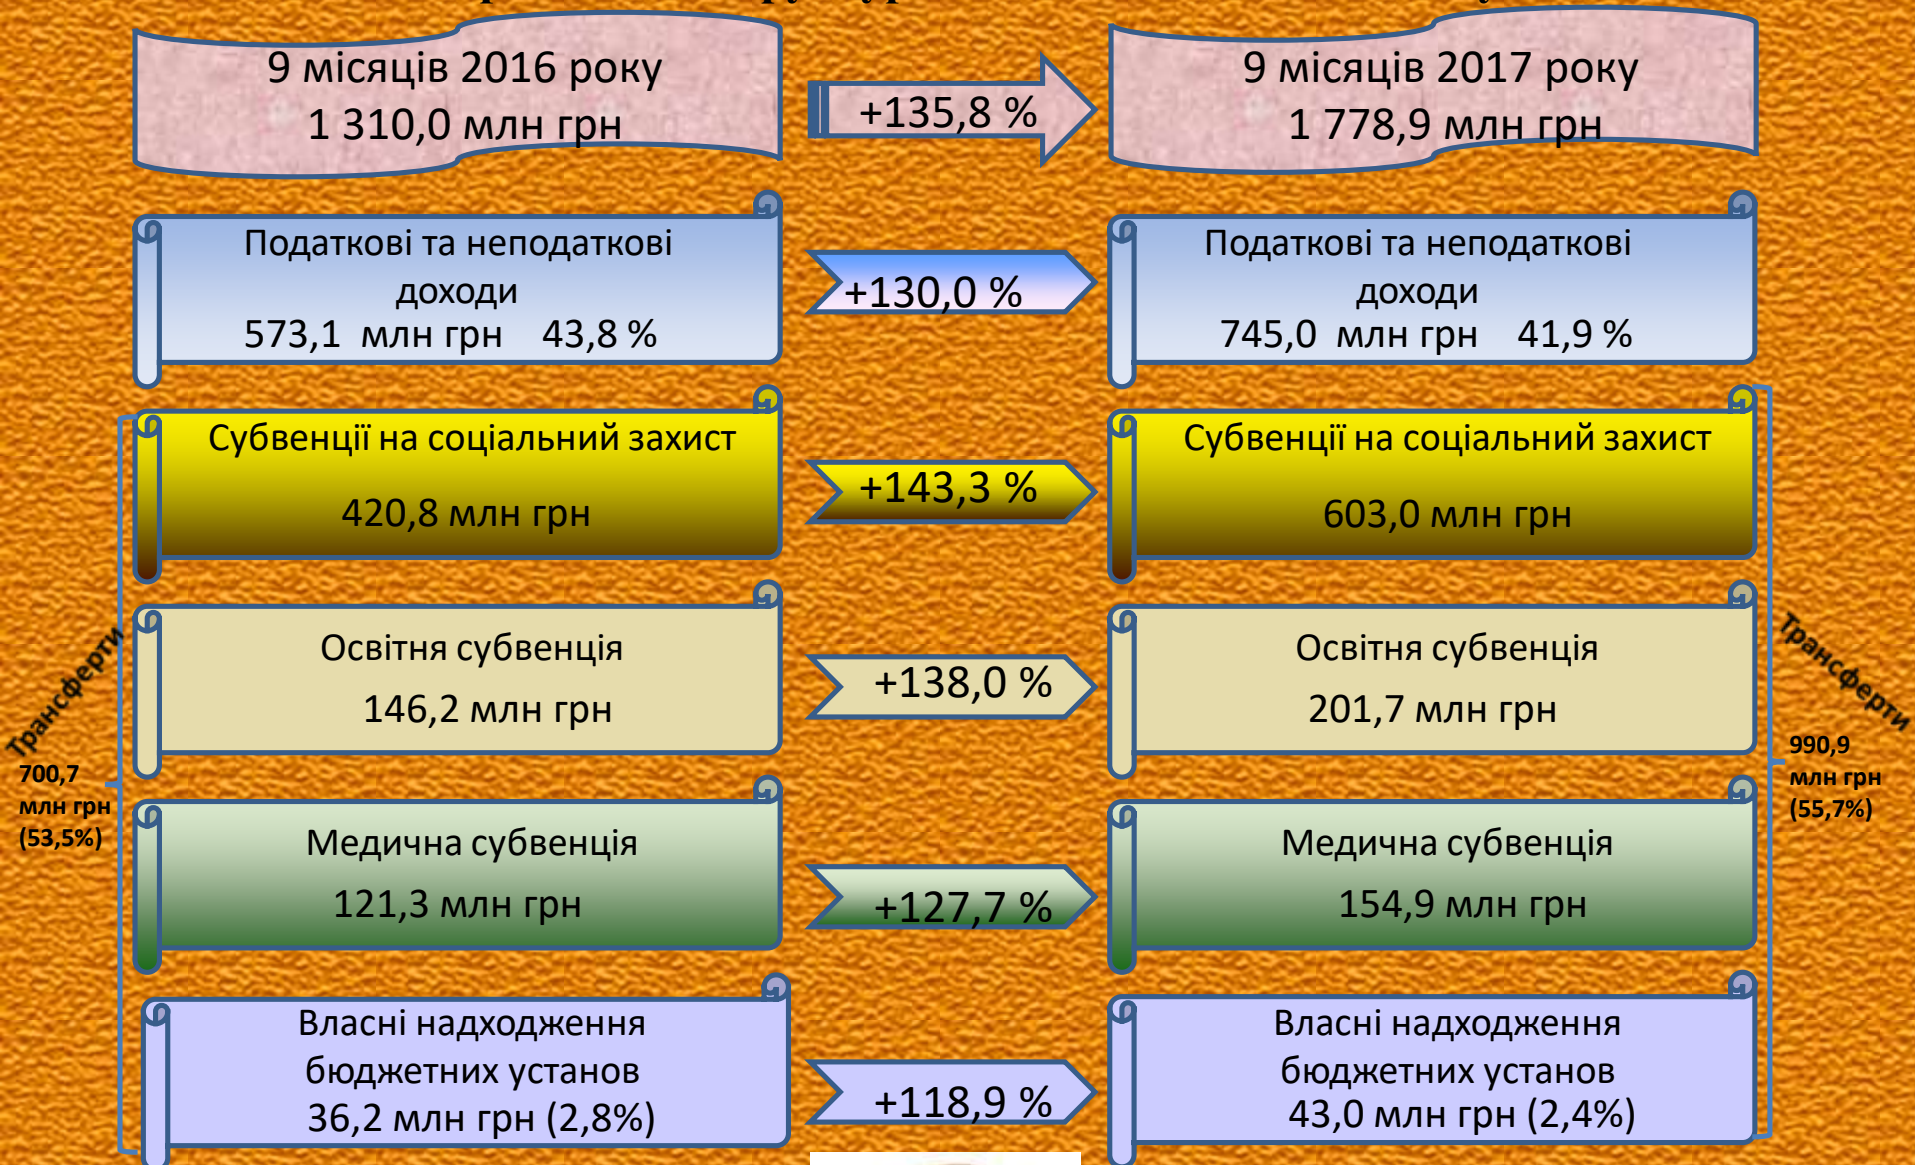 9 місяців 2016 року
1 310,0 млн грн
+135,8 %
9 місяців 2017 року
1 778,9 млн грн
Податкові та неподаткові
доходи
573,1 млн грн 43,8 %
+130,0 %
Податкові та неподаткові
доходи
745,0 млн грн 41,9 %
Субвенції на соціальний захист
420,8 млн грн
+143,3 %
Субвенції на соціальний захист
603,0 млн грн
Трансферти
700,7
млн грн
(53,5%)
Освітня субвенція
146,2 млн грн
+138,0 %
Освітня субвенція
201,7 млн грн
Трансферти
990,9
млн грн
(55,7%)
Медична субвенція
121,3 млн грн
+127,7 %
Медична субвенція
154,9 млн грн
Власні надходження
бюджетних установ
36,2 млн грн (2,8%)
+118,9 %
Власні надходження
бюджетних установ
43,0 млн грн (2,4%)